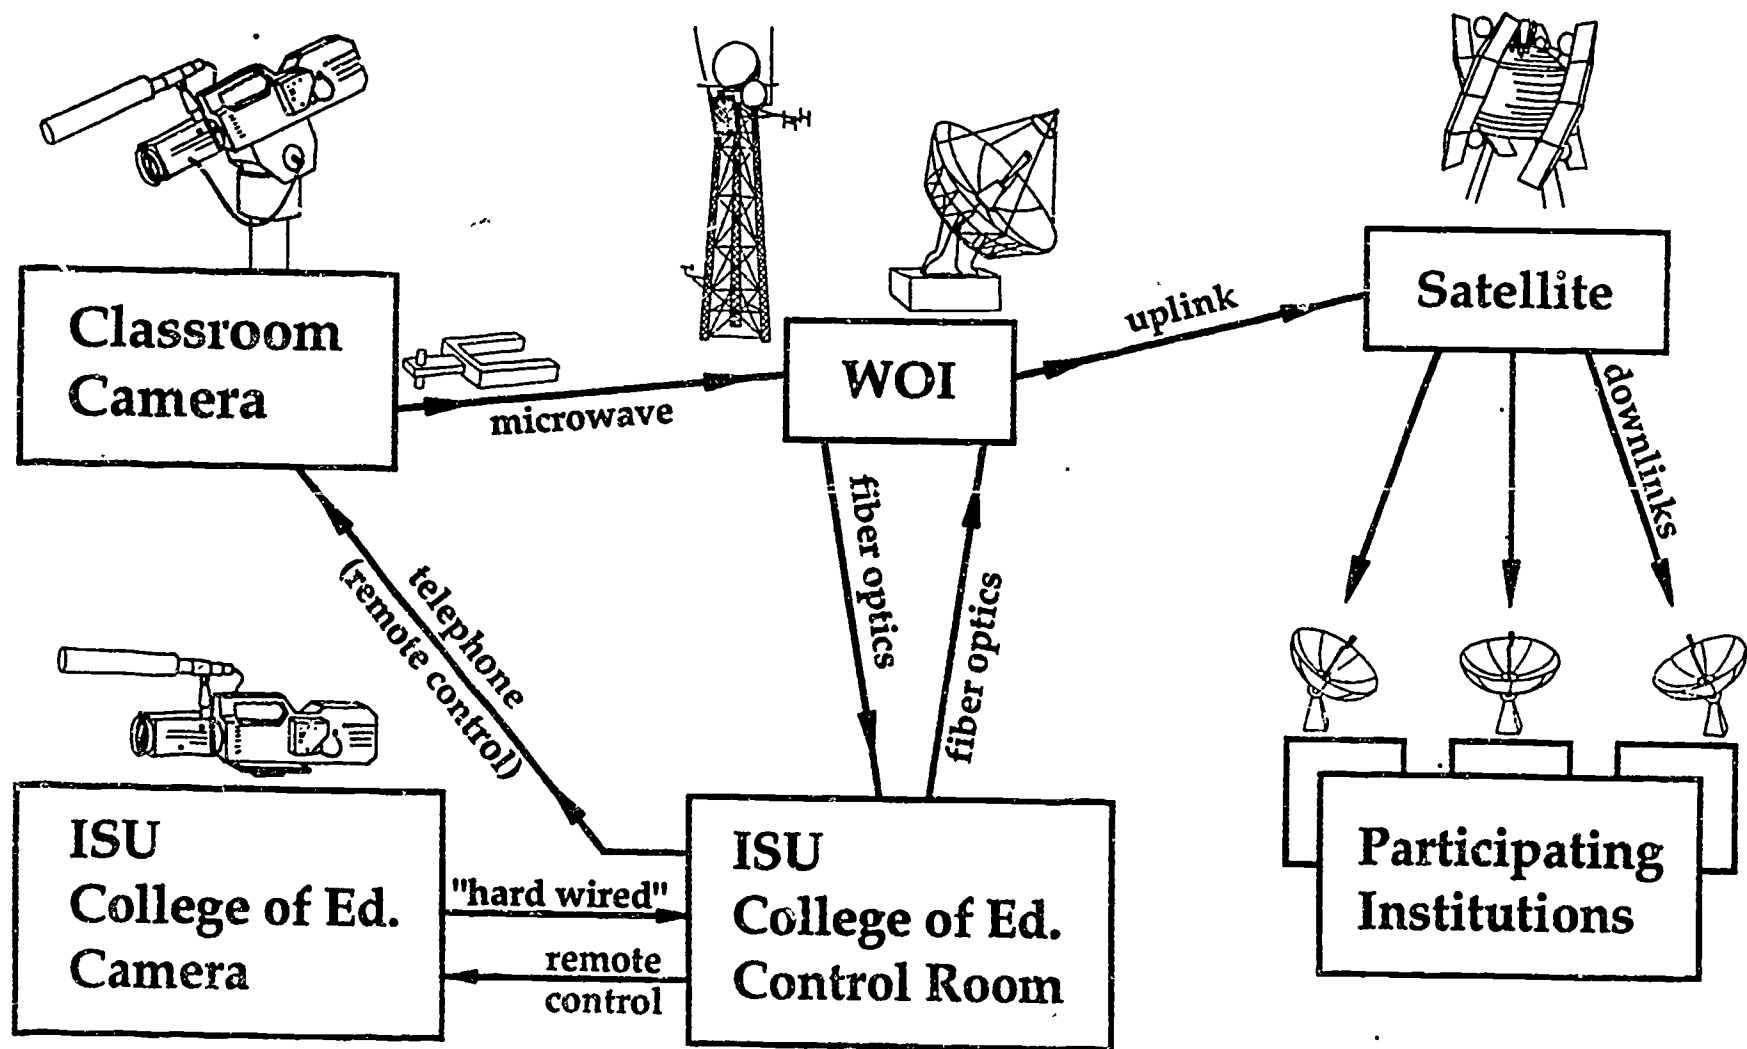 Classroom
Camera
microwave
WOI
uplink
Satellite
downlinks
fiber optics
fiber optics
telephone
(remote control)
ISU
College of Ed.
Camera
"hard wired"
remote
control
ISU
College of Ed.
Control Room
Participating
Institutions